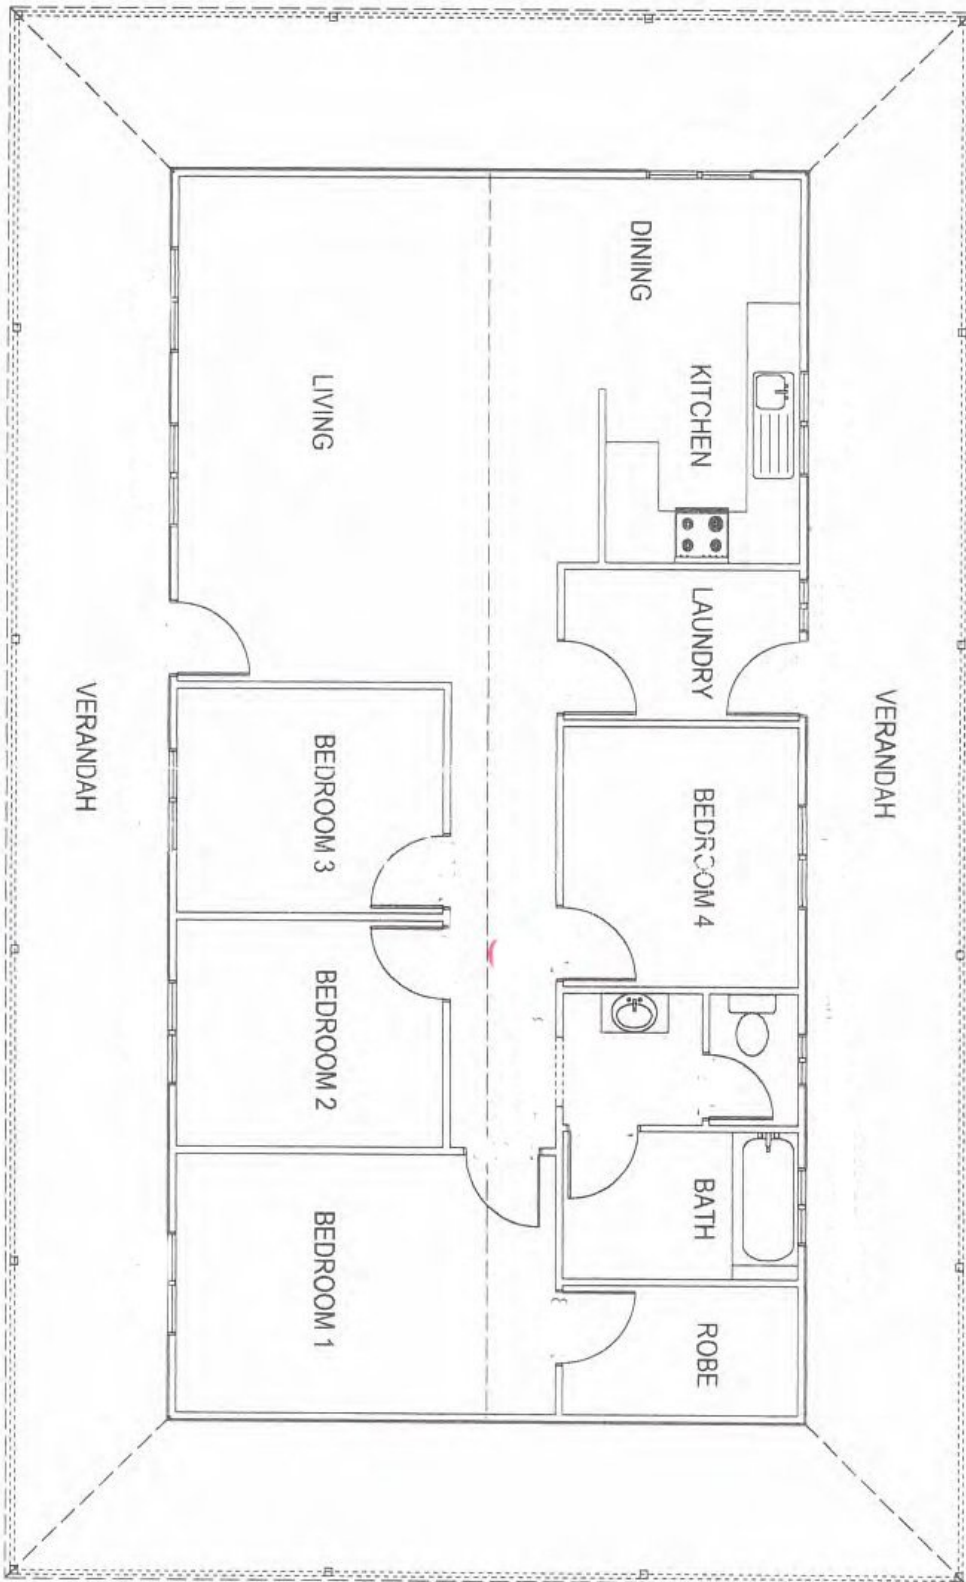 DINING
KITCHEN
LIVING
LAUNDRY
VERANDAH
VERANDAH
BEDROOM 3
BEDROOM 4
BEDROOM 2
BATH
BEDROOM 1
ROBE